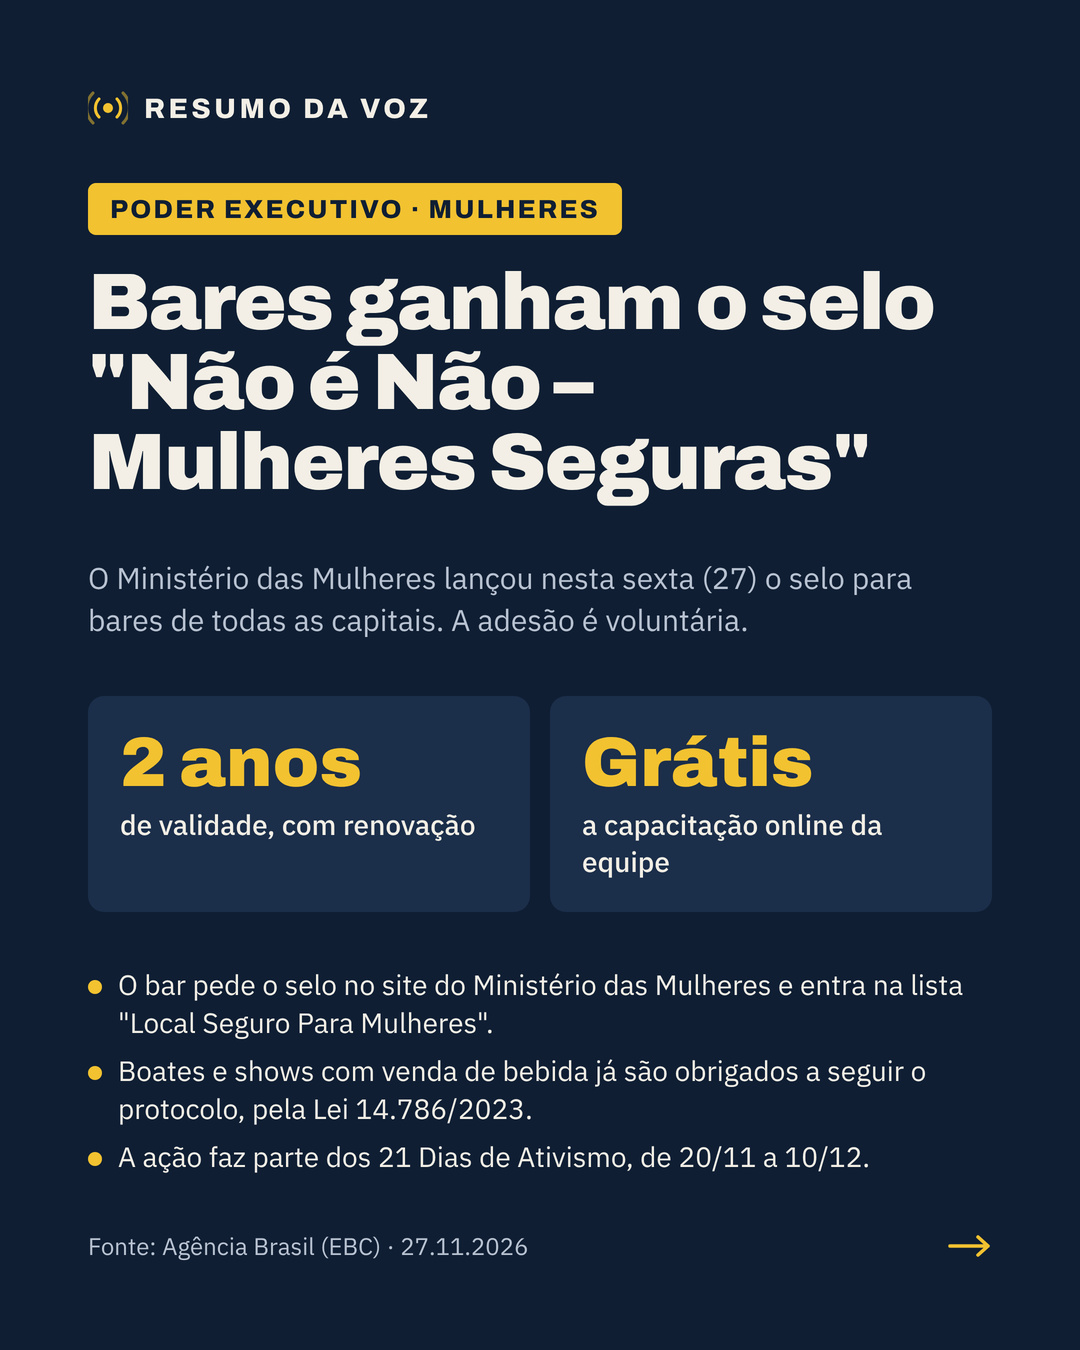 RESUMO DA VOZ
PODER EXECUTIVO · MULHERES
Bares ganham o selo
"Não é Não –
Mulheres Seguras"
O Ministério das Mulheres lançou nesta sexta (27) o selo para
bares de todas as capitais. A adesão é voluntária.
2 anos
de validade, com renovação
Grátis
a capacitação online da
equipe
O bar pede o selo no site do Ministério das Mulheres e entra na lista
"Local Seguro Para Mulheres".
Boates e shows com venda de bebida já são obrigados a seguir o
protocolo, pela Lei 14.786/2023.
A ação faz parte dos 21 Dias de Ativismo, de 20/11 a 10/12.
Fonte: Agência Brasil (EBC) · 27.11.2026